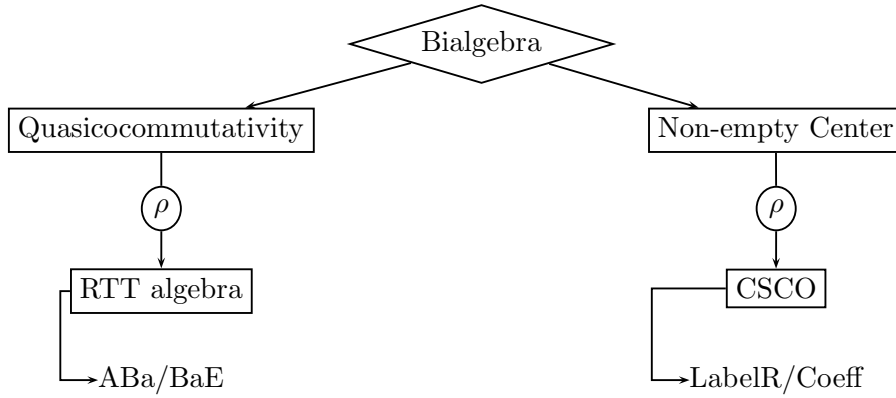 Bialgebra
Quasicocommutativity
Non-empty Center
ρ
ρ
RTT algebra
CSCO
ABa/BaE
LabelR/Coeff